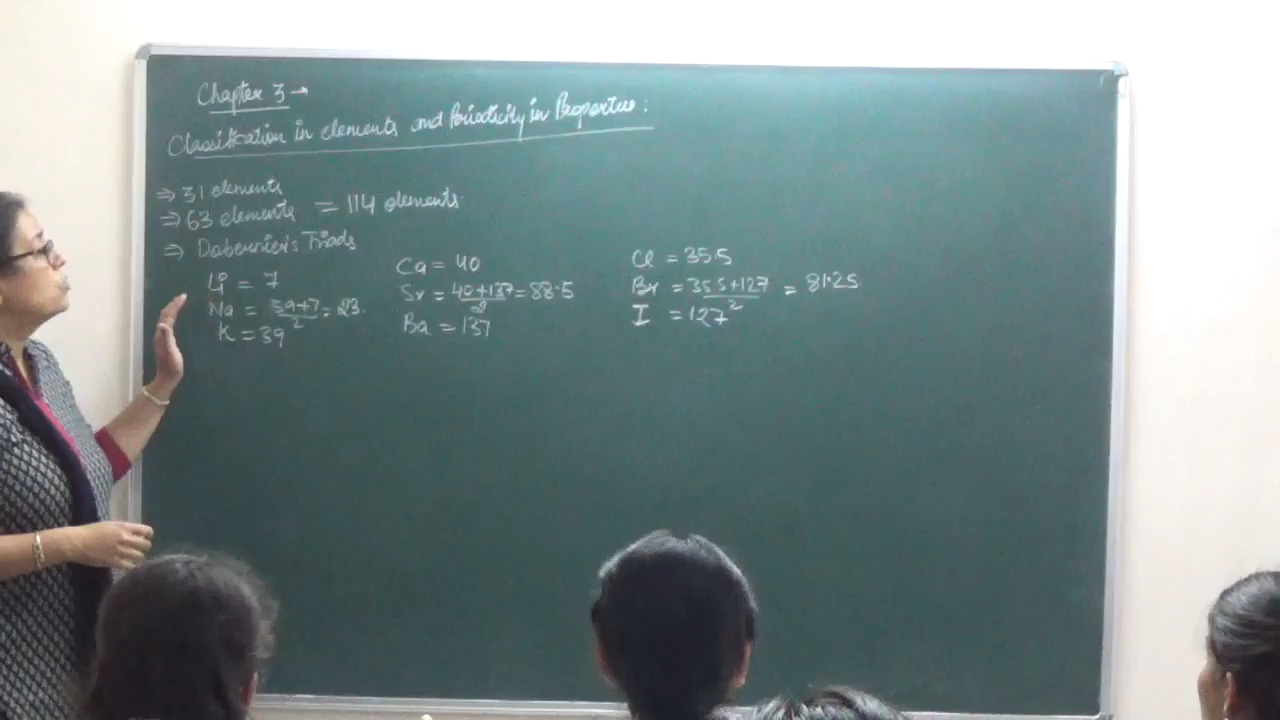 Chapter 3 →
Classification in elements and Periodicity in Properties :
⇒ 31 elements
⇒ 63 elements = 114 elements
⇒ Dobernier's Triads
Li = 7
Na = 39+7/2 = 23.
K = 39
Ca = 40
Sr = 40+137/2 = 88.5
Ba = 137
Cl = 35.5
Br = 35.5+127/2 = 81.25
I = 127